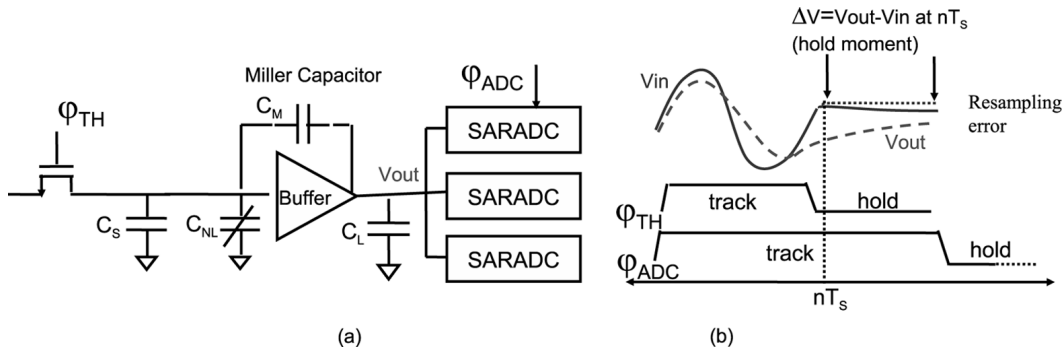 φTH
CS
CNL
Miller Capacitor
CM
Buffer
Vout
CL
φADC
SARADC
SARADC
SARADC
(a)
ΔV=Vout-Vin at nTS
(hold moment)
Vin
Vout
Resampling
error
φTH
track
hold
φADC
track
hold
nTS
(b)